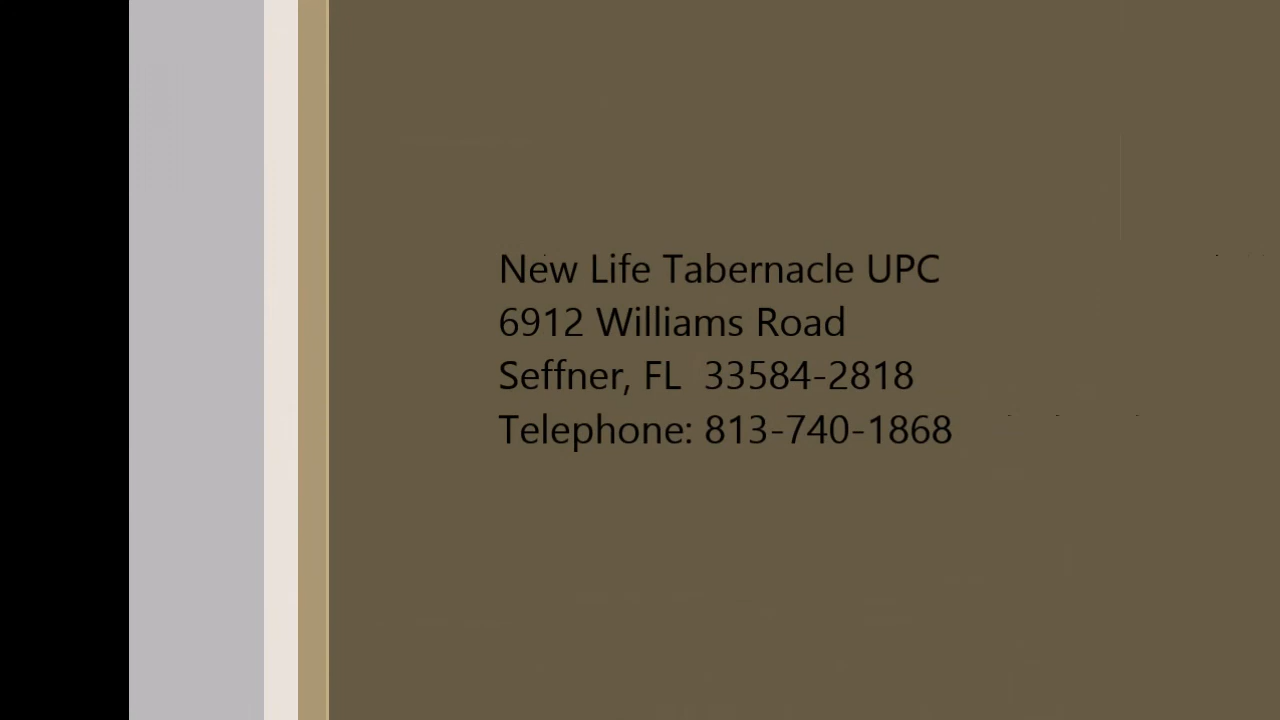 New Life Tabernacle UPC
6912 Williams Road
Seffner, FL  33584-2818
Telephone: 813-740-1868